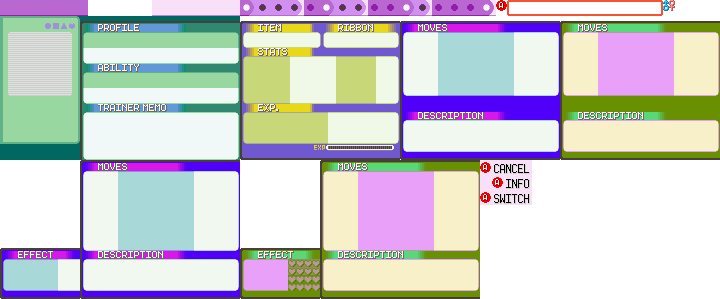 A
PROFILE
ITEM
RIBBON
MOVES
MOVES
STATS
ABILITY
TRAINER MEMO
EXP.
DESCRIPTION
DESCRIPTION
EXP
MOVES
MOVES
A CANCEL
A INFO
A SWITCH
EFFECT
DESCRIPTION
EFFECT
DESCRIPTION